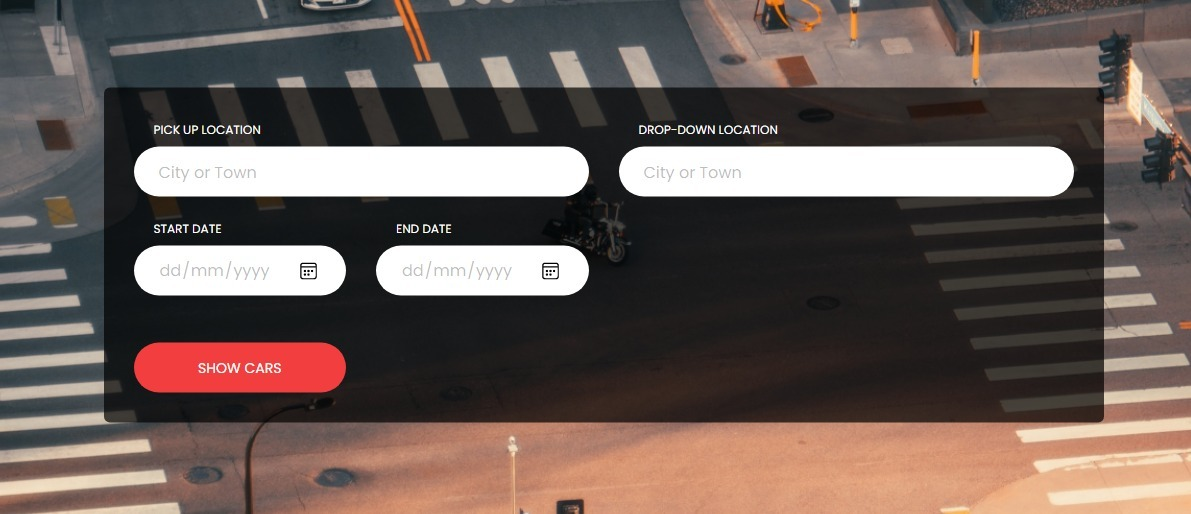 PICK UP LOCATION
DROP-DOWN LOCATION
City or Town
City or Town
START DATE
END DATE
dd/mm/yyyy
dd/mm/yyyy
SHOW CARS